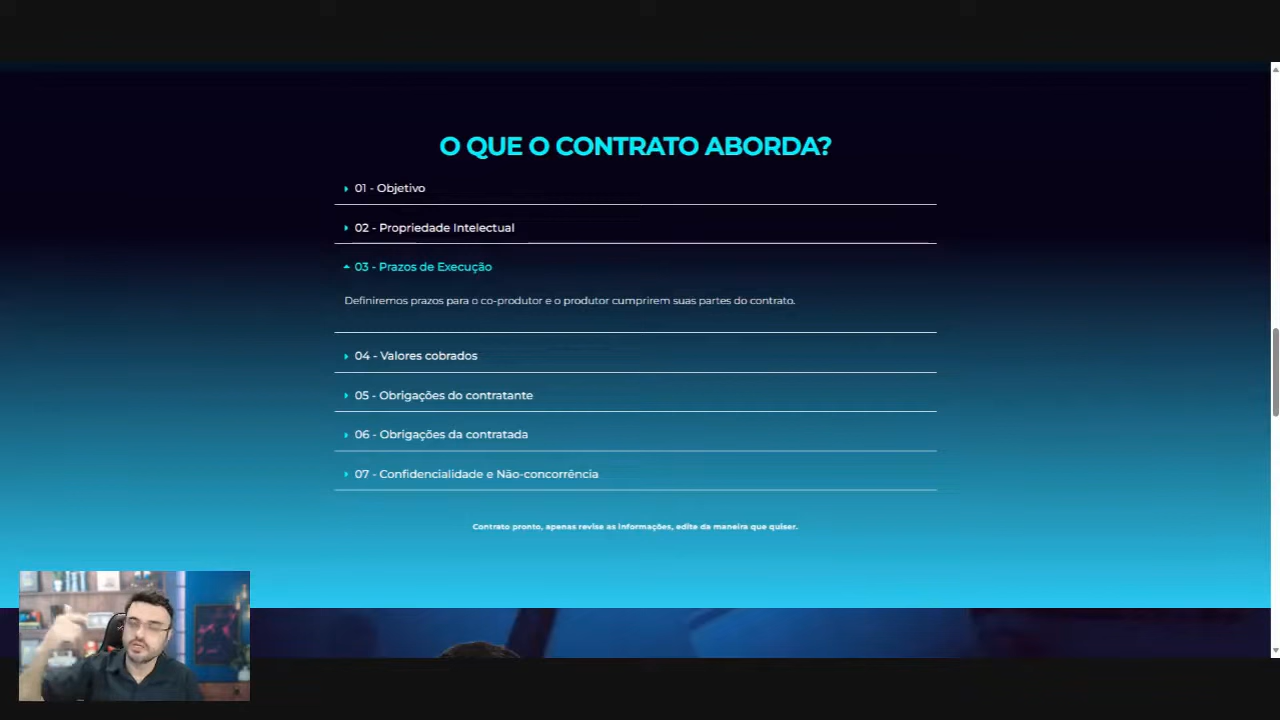 O QUE O CONTRATO ABORDA?
01 - Objetivo
02 - Propriedade Intelectual
03 - Prazos de Execução
Definiremos prazos para o co-produtor e o produtor cumprirem suas partes do contrato.
04 - Valores cobrados
05 - Obrigações do contratante
06 - Obrigações da contratada
07 - Confidencialidade e Não-concorrência
Contrato pronto, apenas revise as informações, edite da maneira que quiser.